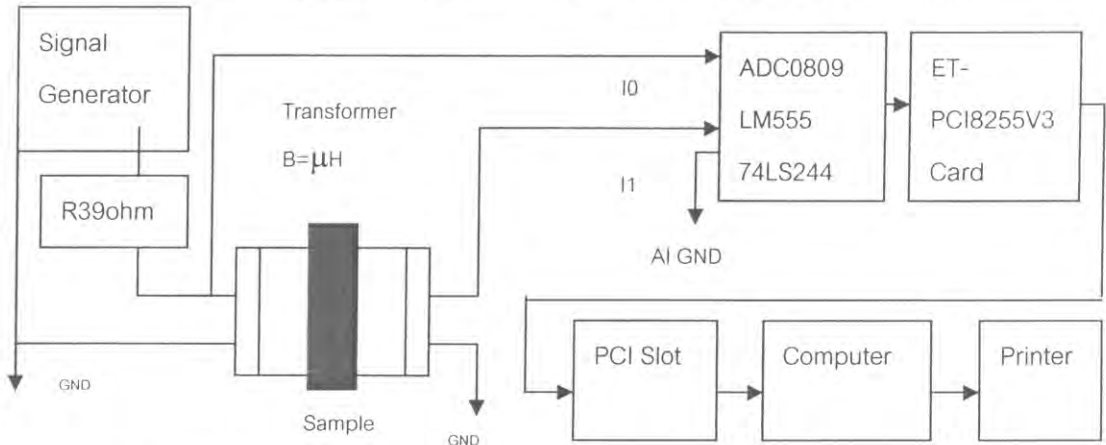 Signal
Generator
R39ohm
GND
Transformer
B=μH
Sample
GND
I0
I1
AI GND
ADC0809
LM555
74LS244
ET-
PCI8255V3
Card
PCI Slot
Computer
Printer